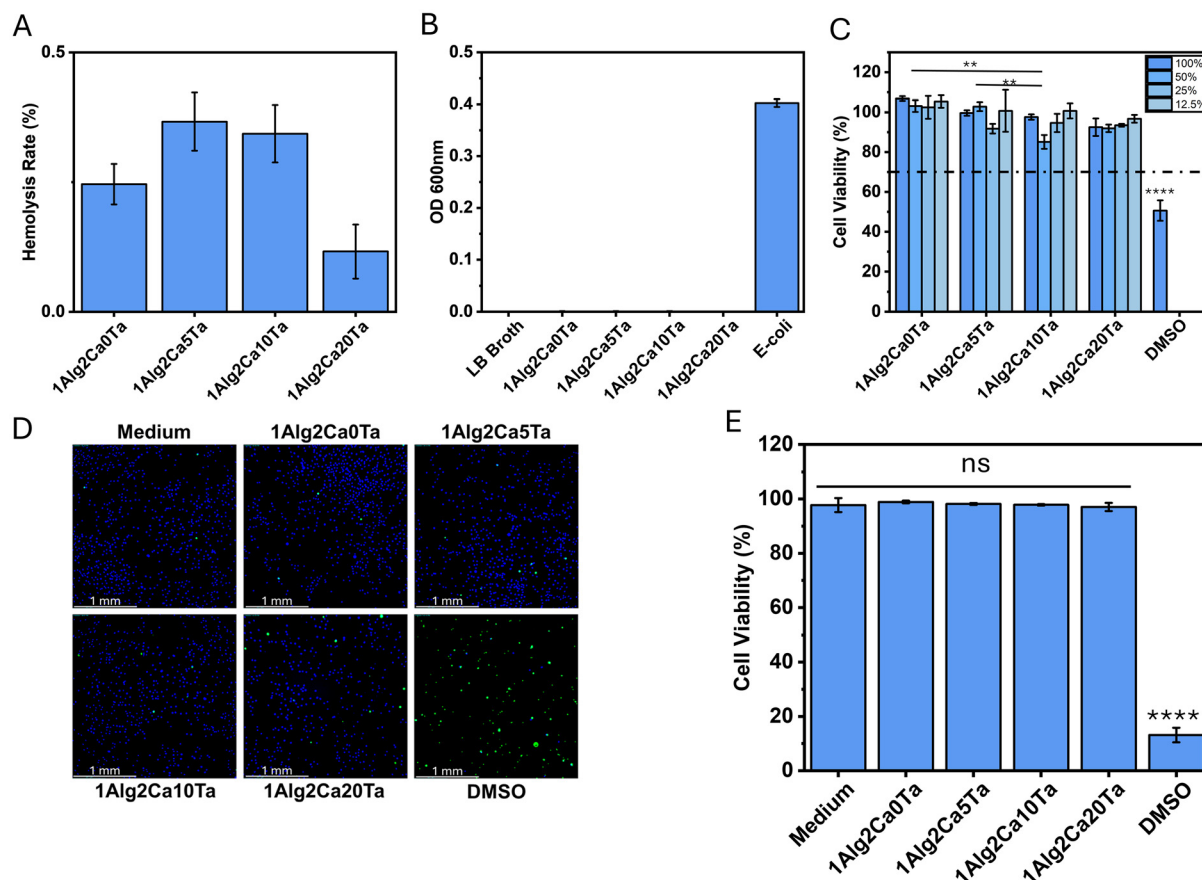 A
Hemolysis Rate (%)
0.5
0.0
1Alg2Ca0Ta
1Alg2Ca5Ta
1Alg2Ca10Ta
1Alg2Ca20Ta
B
OD 600nm
0.5
0.4
0.3
0.2
0.1
0.0
LB Broth
1Alg2Ca0Ta
1Alg2Ca5Ta
1Alg2Ca10Ta
1Alg2Ca20Ta
E-coli
C
Cell Viability (%)
120
100
80
60
40
20
0
**
**
****
100%
50%
25%
12.5%
1Alg2Ca0Ta
1Alg2Ca5Ta
1Alg2Ca10Ta
1Alg2Ca20Ta
DMSO
D
Medium
1Alg2Ca0Ta
1Alg2Ca5Ta
1 mm
1 mm
1 mm
1 mm
1 mm
1 mm
1Alg2Ca10Ta
1Alg2Ca20Ta
DMSO
E
Cell Viability (%)
120
100
80
60
40
20
0
ns
****
Medium
1Alg2Ca0Ta
1Alg2Ca5Ta
1Alg2Ca10Ta
1Alg2Ca20Ta
DMSO